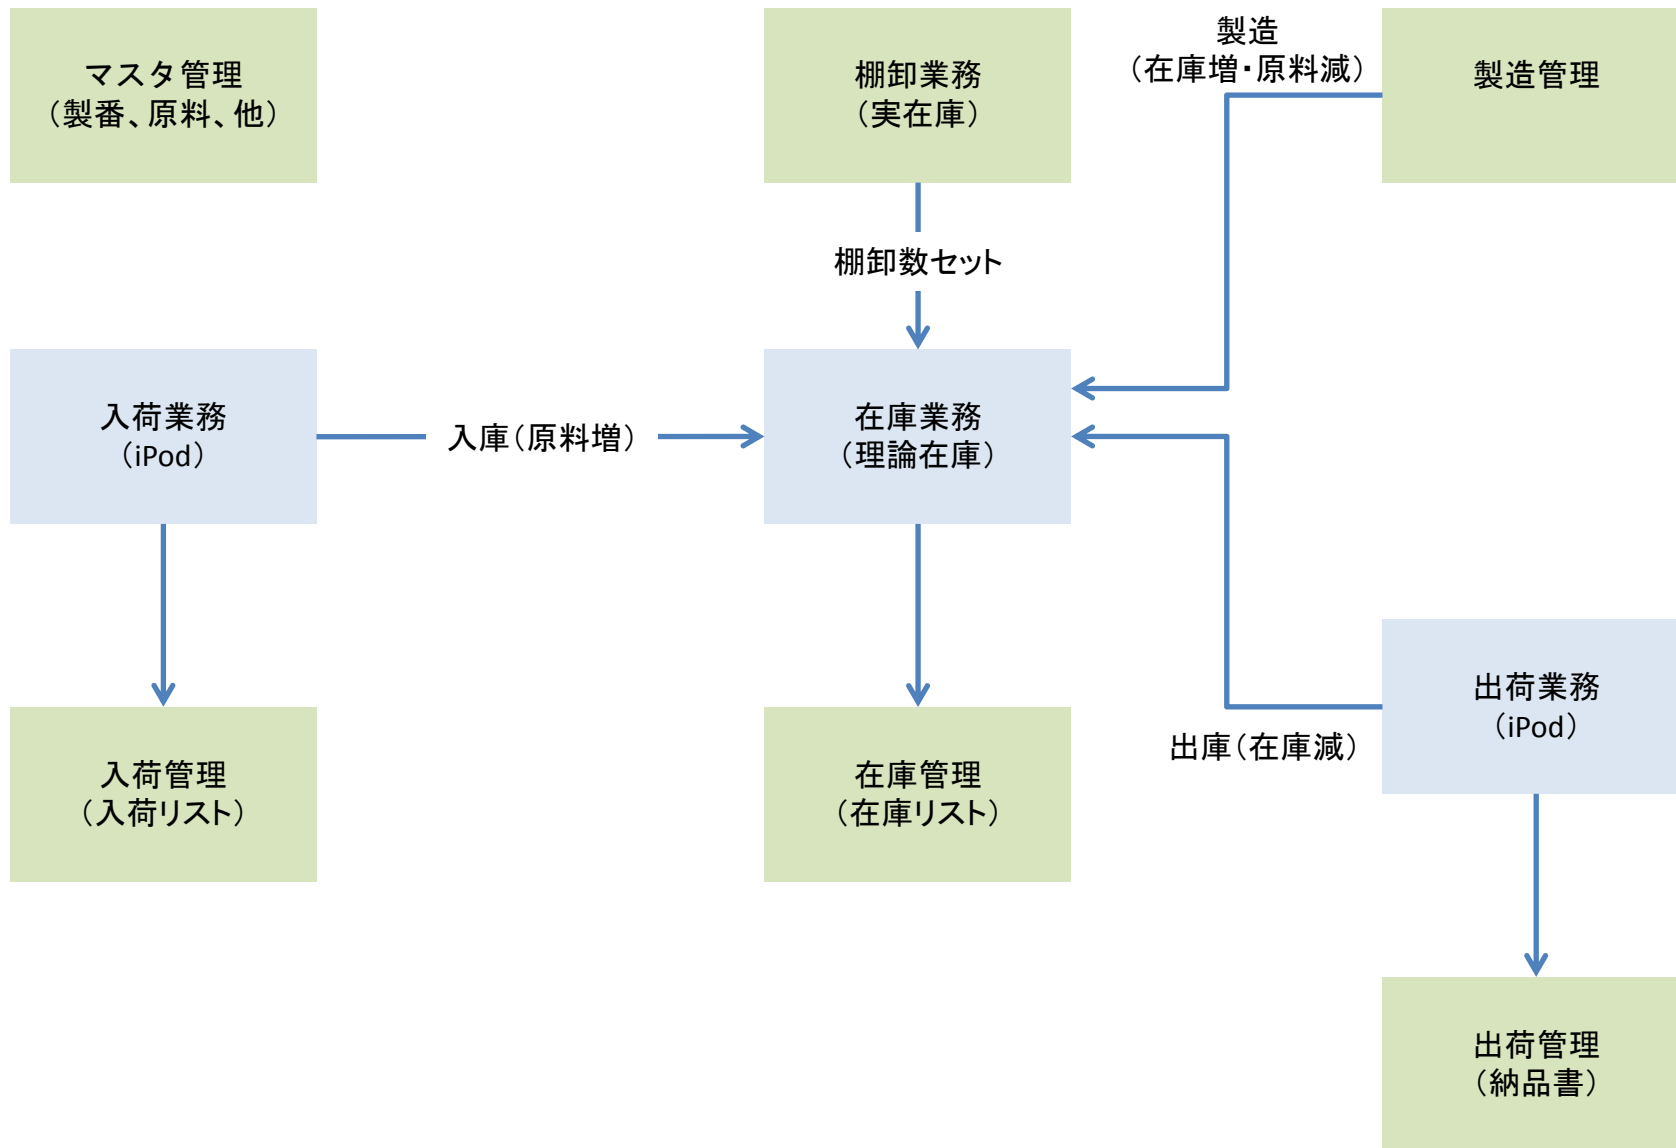 マスタ管理
（製番、原料、他）
棚卸業務
（実在庫）
製造
（在庫増・原料減）
製造管理
棚卸数セット
入荷業務
（iPod）
入庫（原料増）
在庫業務
（理論在庫）
出荷業務
（iPod）
出庫（在庫減）
入荷管理
（入荷リスト）
在庫管理
（在庫リスト）
出荷管理
（納品書）